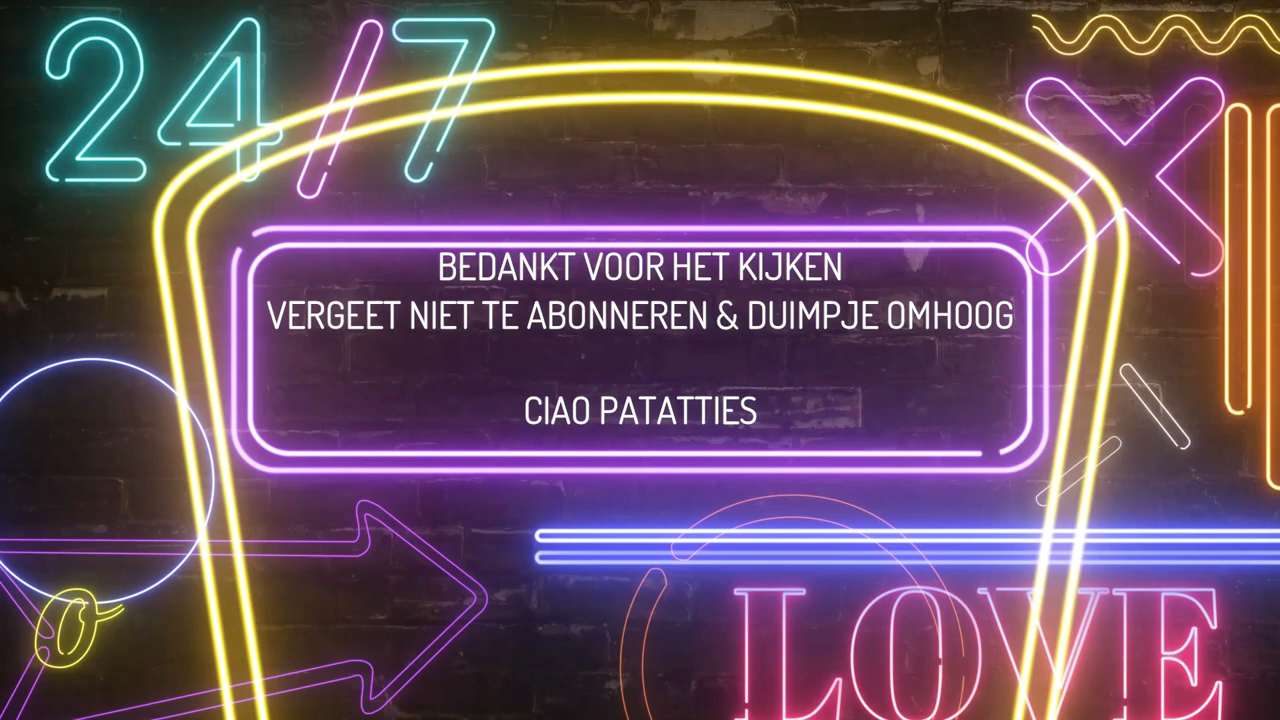 24/7
BEDANKT VOOR HET KIJKEN
VERGEET NIET TE ABONNEREN & DUIMPJE OMHOOG
CIAO PATATTIES
LOVE